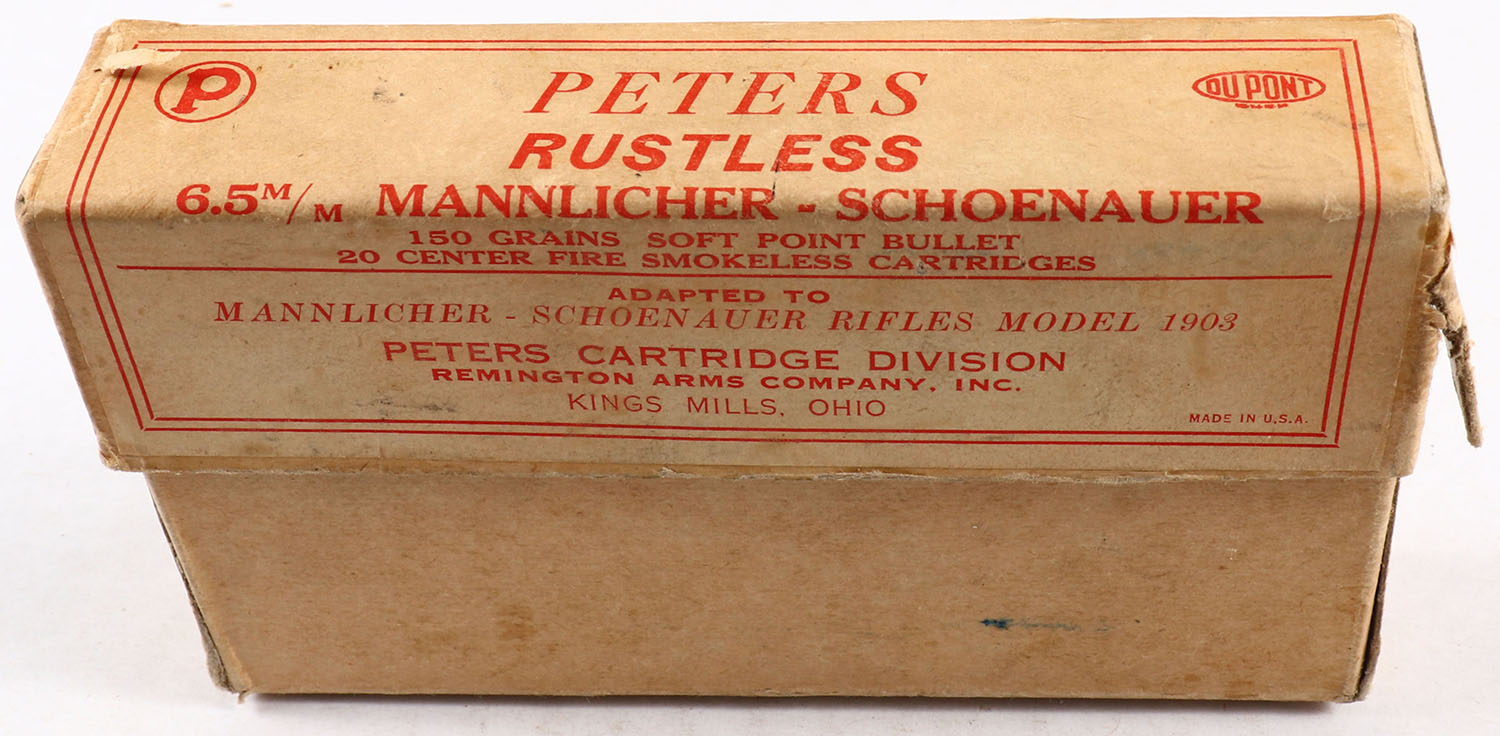 P
DU PONT
PETERS
RUSTLESS
6.5 M/M MANNLICHER - SCHOENAUER
150 GRAINS SOFT POINT BULLET
20 CENTER FIRE SMOKELESS CARTRIDGES
ADAPTED TO
MANNLICHER - SCHOENAUER RIFLES MODEL 1903
PETERS CARTRIDGE DIVISION
REMINGTON ARMS COMPANY, INC.
KINGS MILLS, OHIO
MADE IN U.S.A.